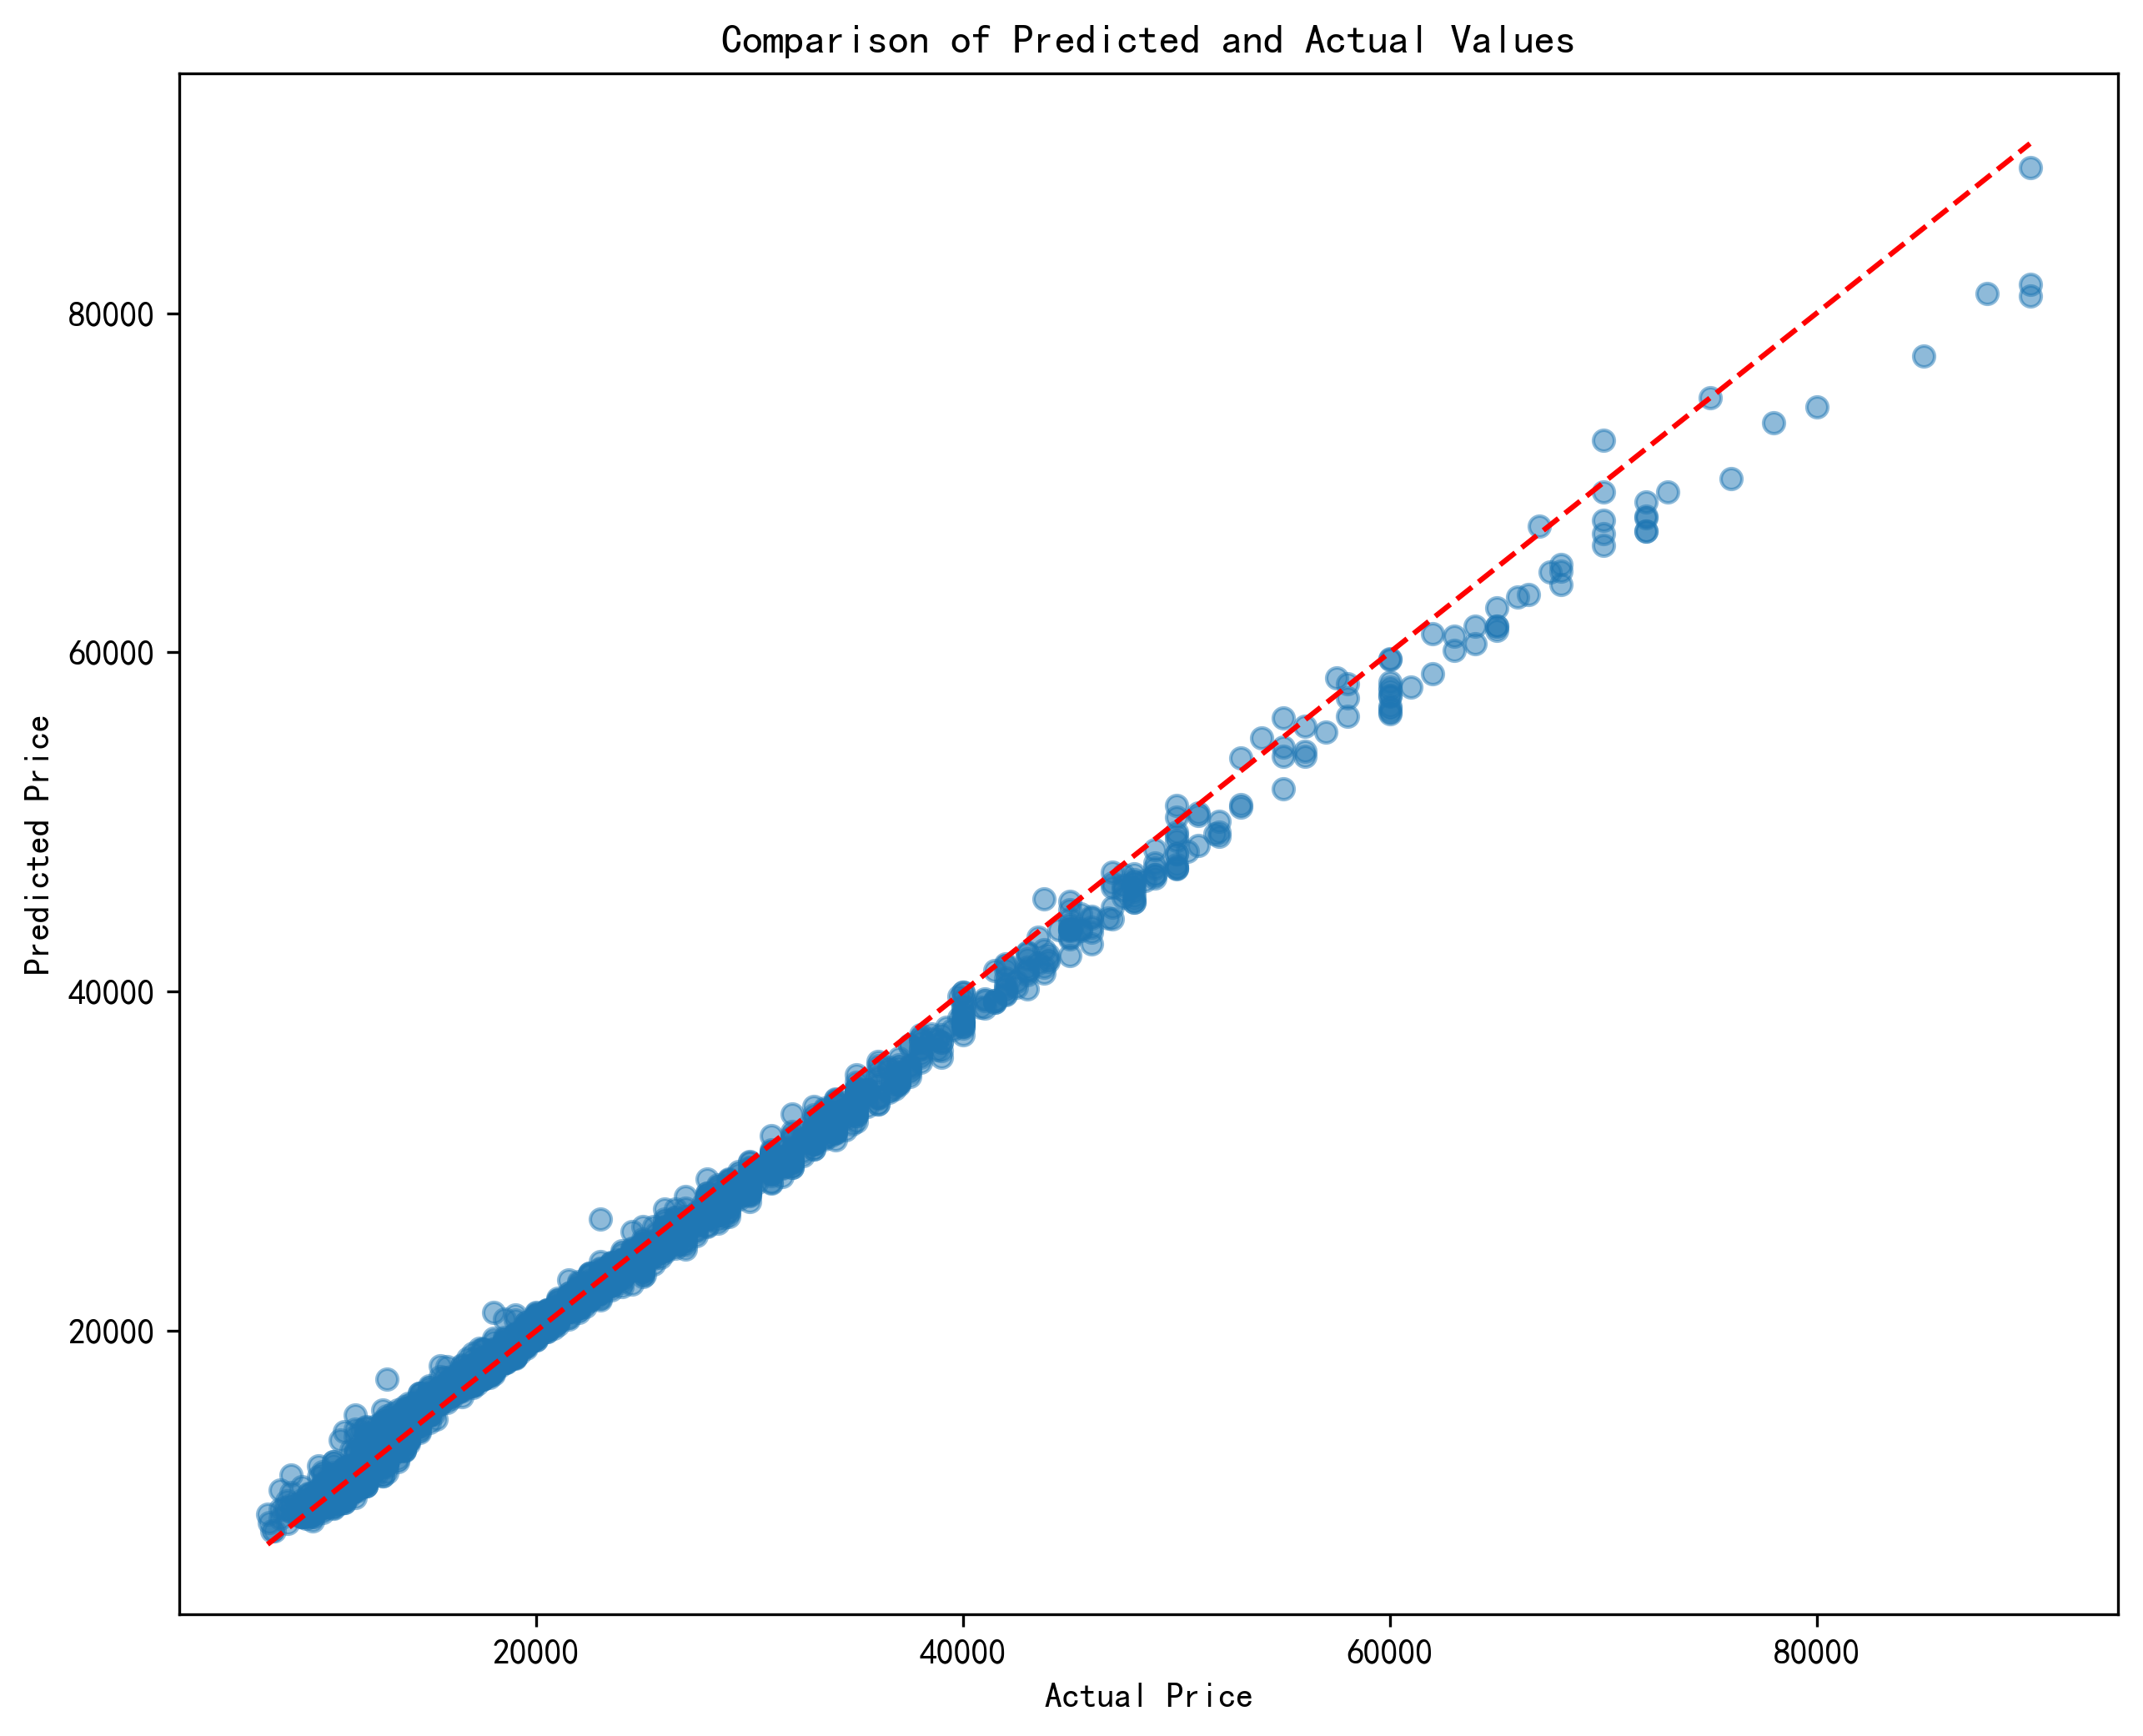 Comparison of Predicted and Actual Values
80000
60000
40000
20000
Predicted Price
20000 40000 60000 80000
Actual Price